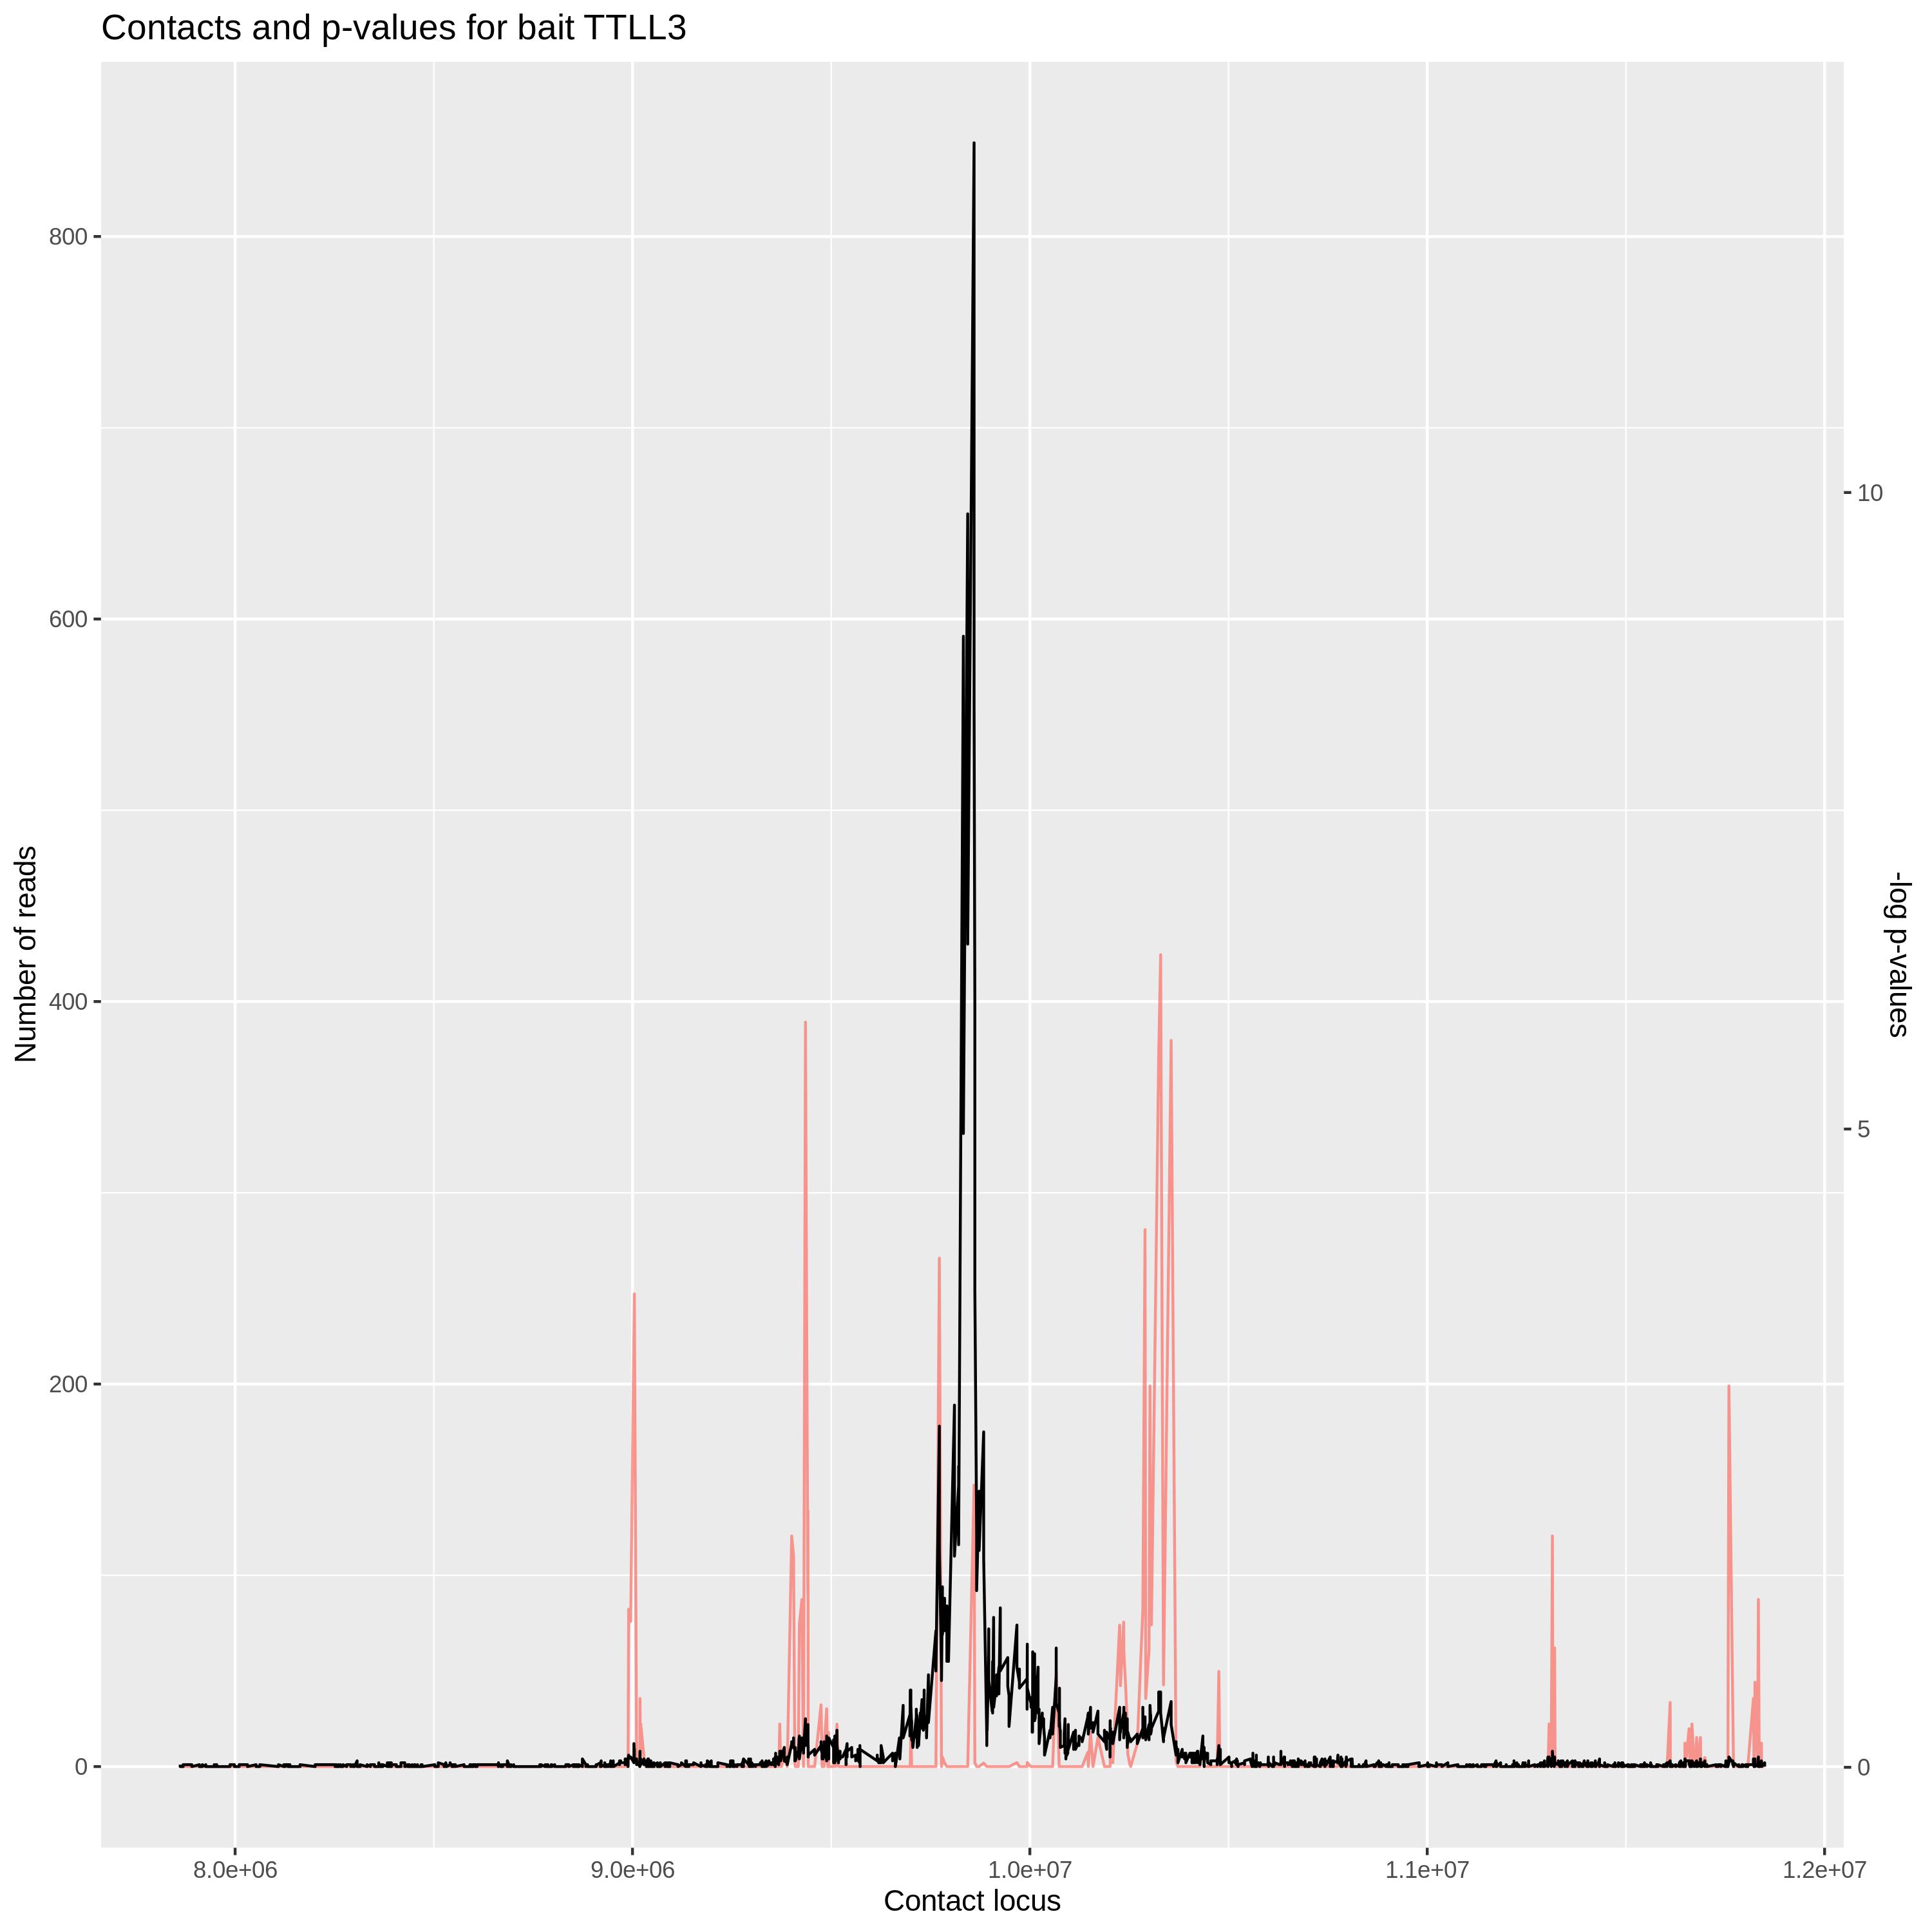 Contacts and p-values for bait TTLL3
800
600
400
200
0
Number of reads
10
5
0
-log p-values
8.0e+06
9.0e+06
1.0e+07
1.1e+07
1.2e+07
Contact locus